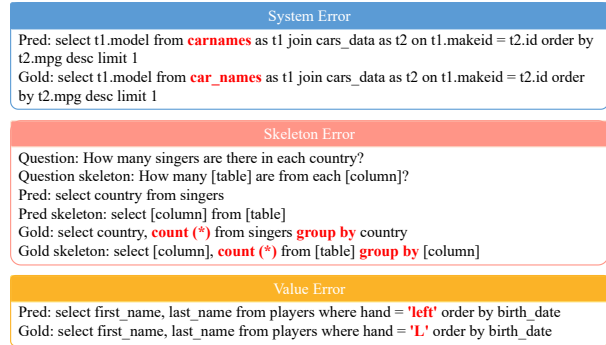 System Error
Pred: select t1.model from carnames as t1 join cars_data as t2 on t1.makeid = t2.id order by
t2.mpg desc limit 1
Gold: select t1.model from car_names as t1 join cars_data as t2 on t1.makeid = t2.id order
by t2.mpg desc limit 1
Skeleton Error
Question: How many singers are there in each country?
Question skeleton: How many [table] are from each [column]?
Pred: select country from singers
Pred skeleton: select [column] from [table]
Gold: select country, count (*) from singers group by country
Gold skeleton: select [column], count (*) from [table] group by [column]
Value Error
Pred: select first_name, last_name from players where hand = 'left' order by birth_date
Gold: select first_name, last_name from players where hand = 'L' order by birth_date